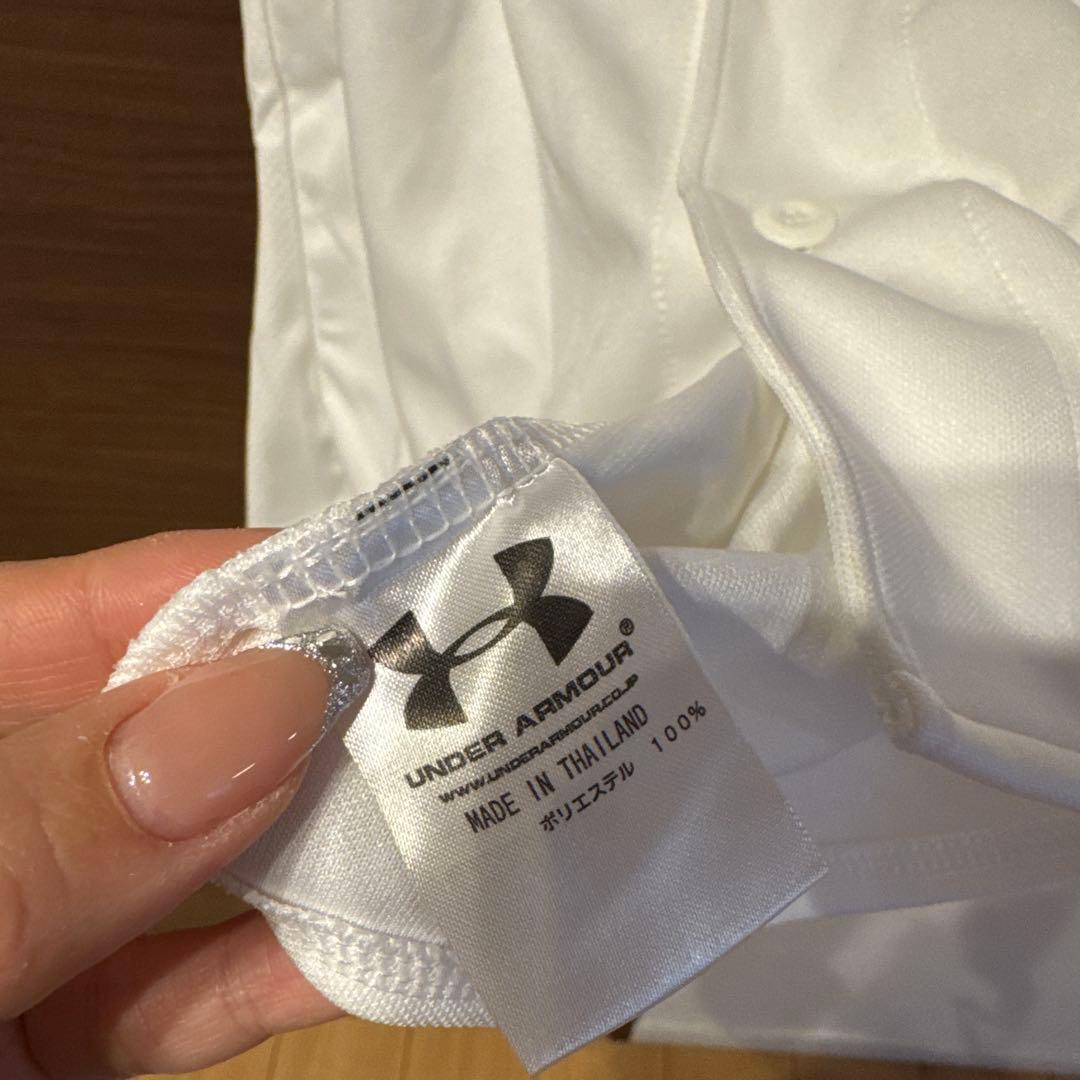 UNDER ARMOUR®
WWW.UNDERARMOUR.CO.JP
MADE IN THAILAND
ポリエステル 100%